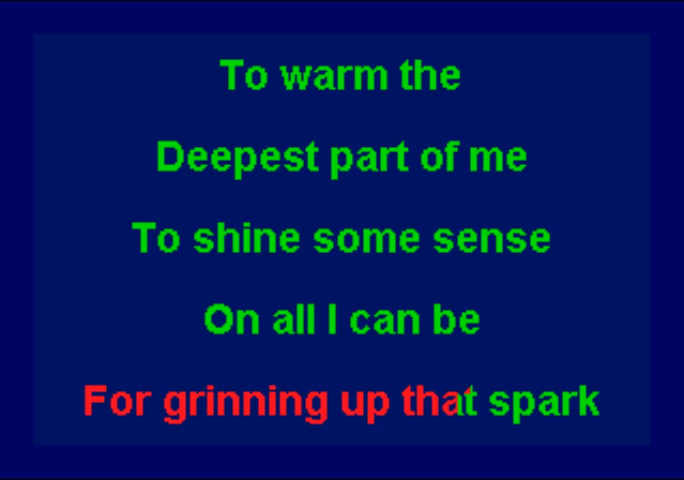 To warm the
Deepest part of me
To shine some sense
On all I can be
For grinning up that spark